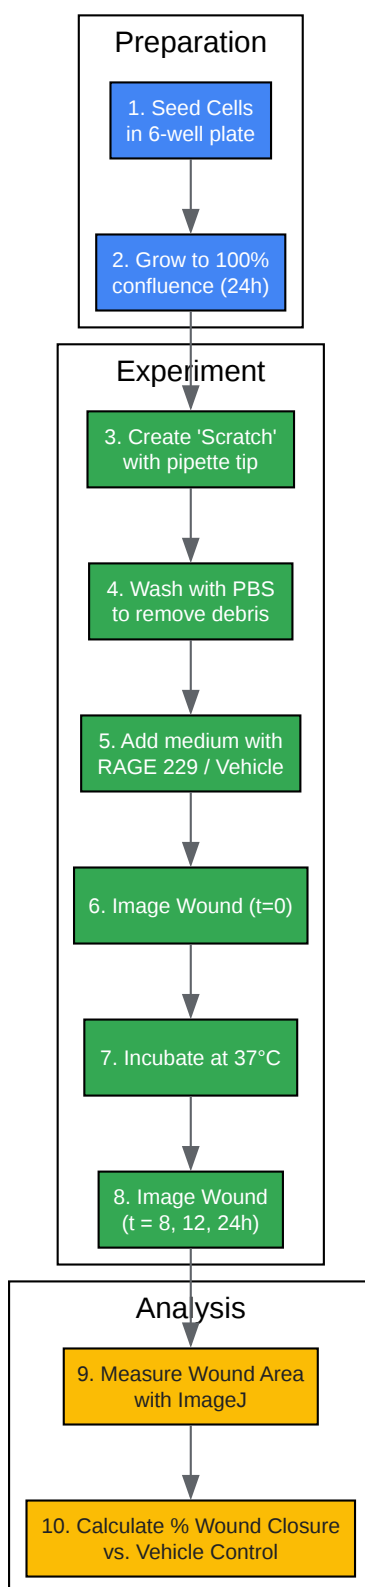 Preparation
1. Seed Cells
in 6-well plate
2. Grow to 100%
confluence (24h)
Experiment
3. Create 'Scratch'
with pipette tip
4. Wash with PBS
to remove debris
5. Add medium with
RAGE 229 / Vehicle
6. Image Wound (t=0)
7. Incubate at 37°C
8. Image Wound
(t = 8, 12, 24h)
Analysis
9. Measure Wound Area
with ImageJ
10. Calculate % Wound Closure
vs. Vehicle Control